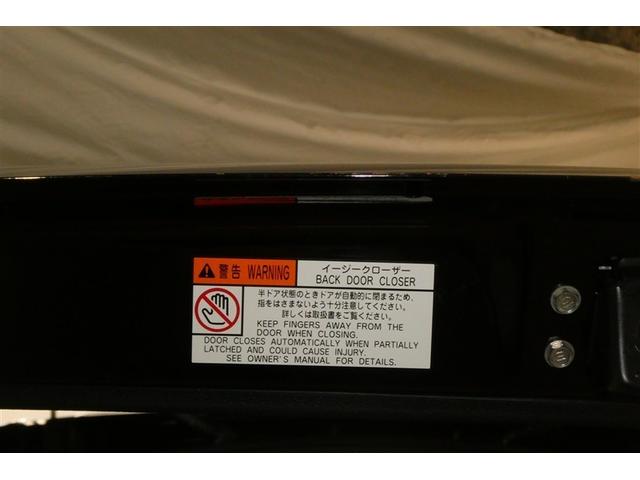 警告 WARNING
イージークローザー
BACK DOOR CLOSER
半ドア状態のときドアが自動的に閉まるため、
指をはさまないよう十分注意してください。
詳しくは取扱書をご覧ください。
KEEP FINGERS AWAY FROM THE
DOOR WHEN CLOSING.
DOOR CLOSES AUTOMATICALLY WHEN PARTIALLY
LATCHED AND COULD CAUSE INJURY.
SEE OWNER'S MANUAL FOR DETAILS.